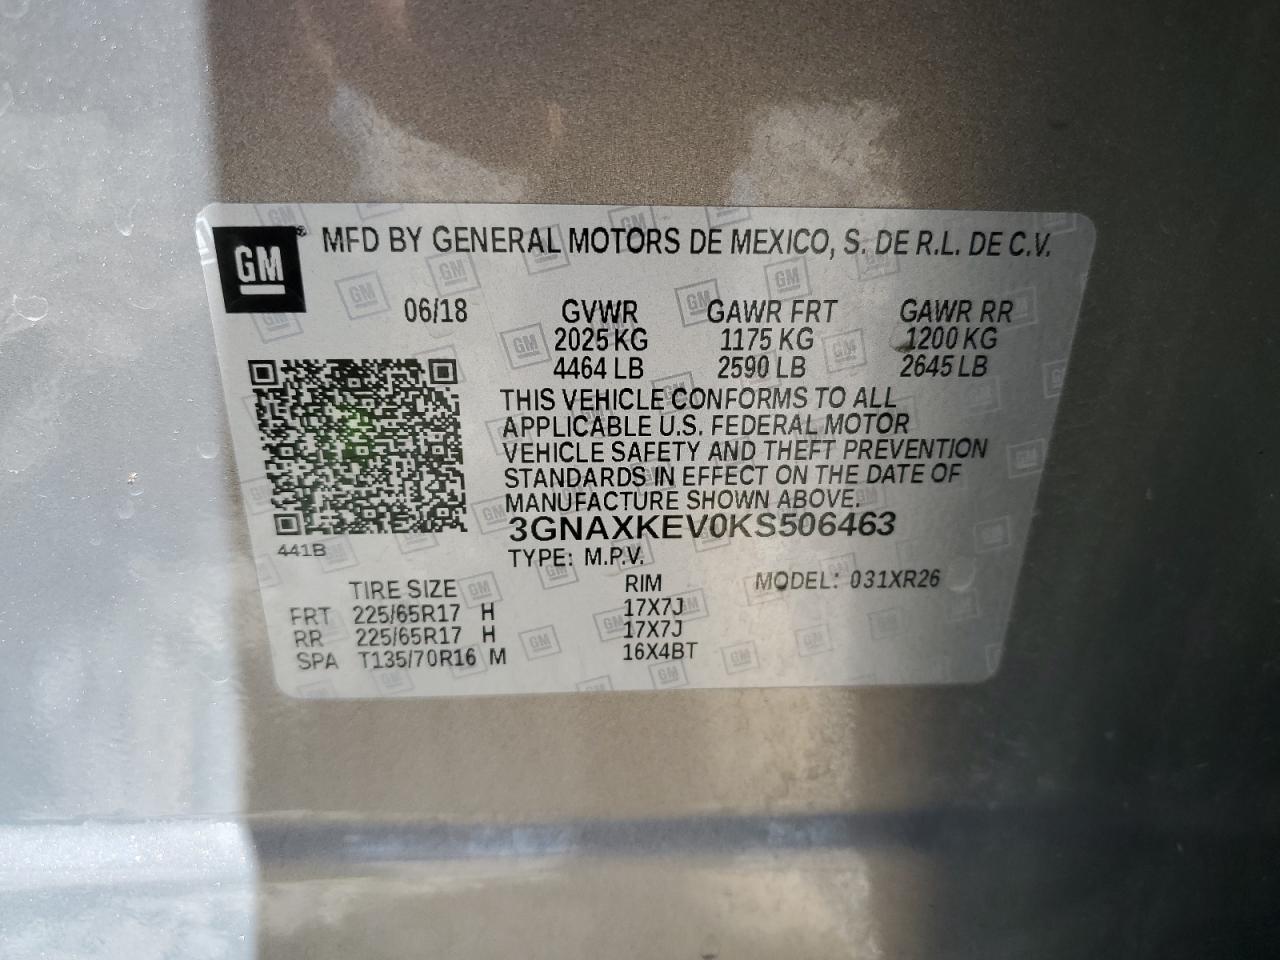 GM ® MFD BY GENERAL MOTORS DE MEXICO, S. DE R.L. DE C.V.
06/18 GVWR GAWR FRT GAWR RR
2025 KG 1175 KG 1200 KG
4464 LB 2590 LB 2645 LB
THIS VEHICLE CONFORMS TO ALL
APPLICABLE U.S. FEDERAL MOTOR
VEHICLE SAFETY AND THEFT PREVENTION
STANDARDS IN EFFECT ON THE DATE OF
MANUFACTURE SHOWN ABOVE.
3GNAXKEV0KS506463
441B TYPE: M.P.V.
TIRE SIZE RIM MODEL: 031XR26
FRT 225/65R17 H 17X7J
RR 225/65R17 H 17X7J
SPA T135/70R16 M 16X4BT